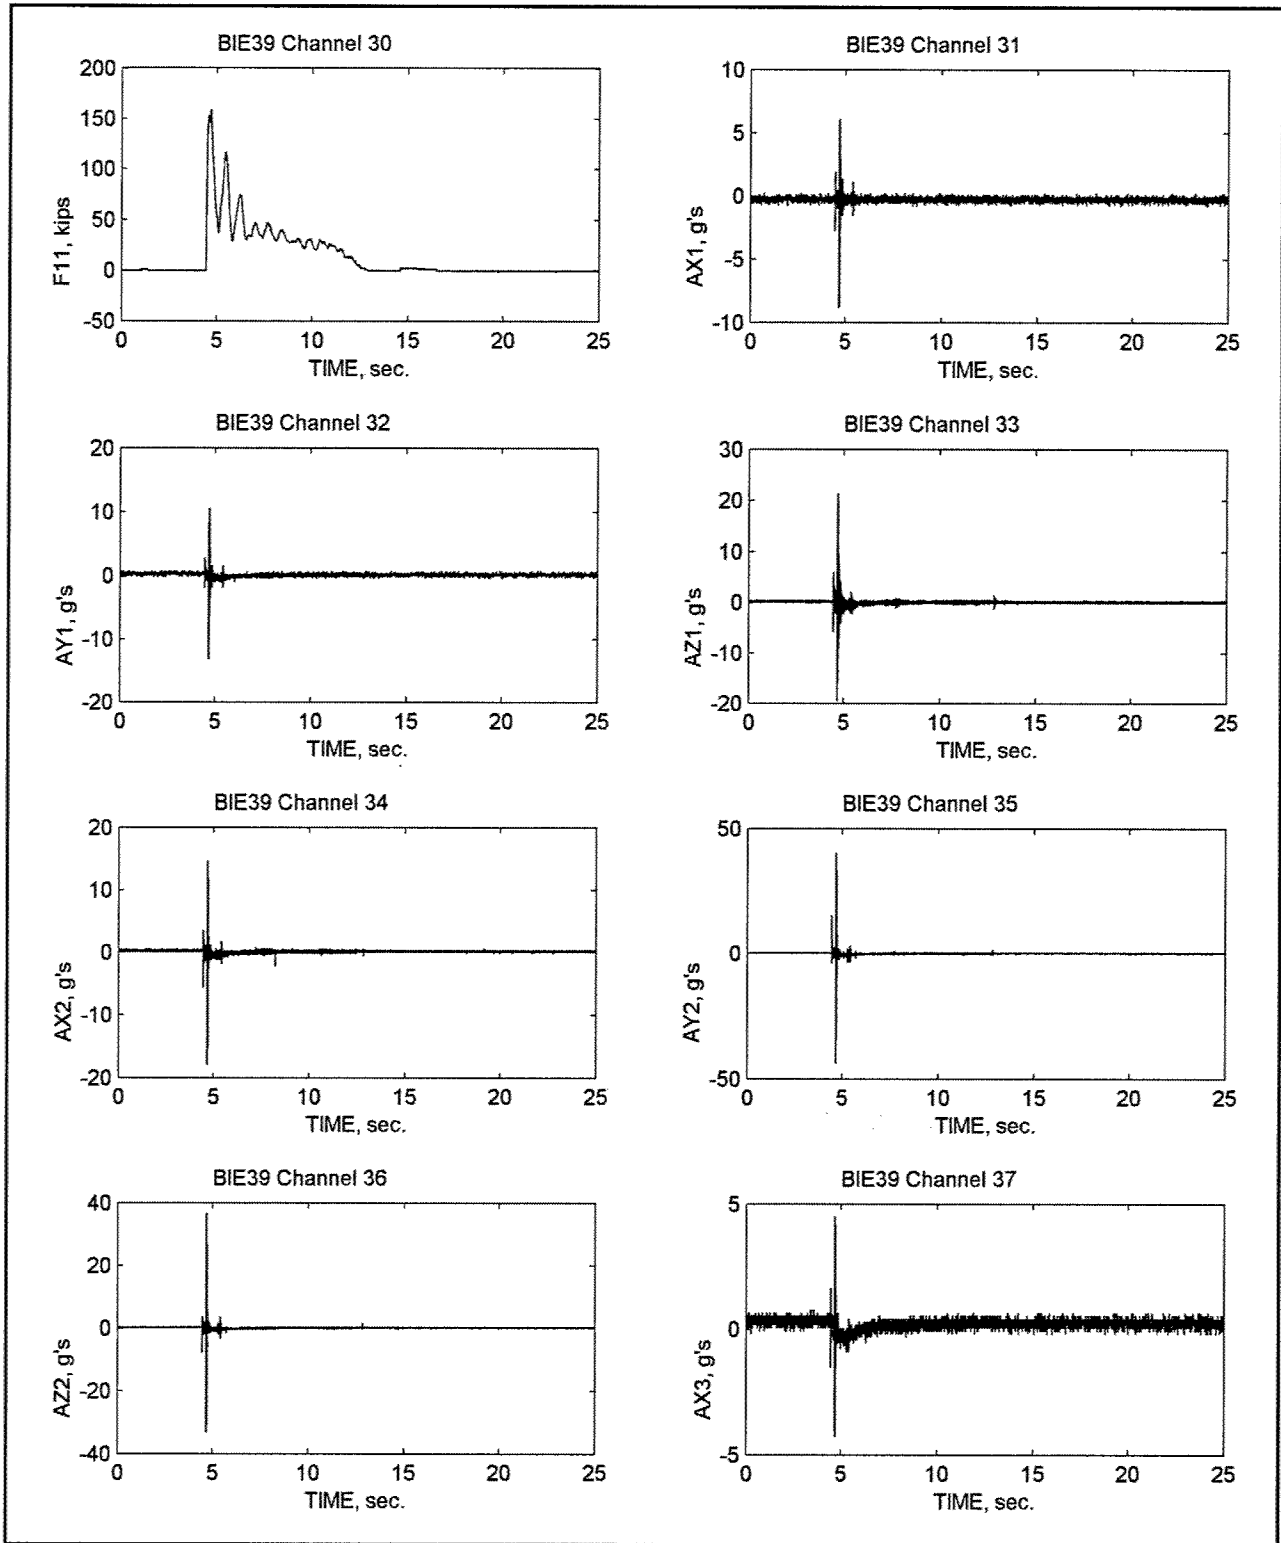 BIE39 Channel 30
200
150
100
50
0
-50
F11, kips
0 5 10 15 20 25
TIME, sec.
BIE39 Channel 31
10
5
0
-5
-10
AX1, g's
0 5 10 15 20 25
TIME, sec.
BIE39 Channel 32
20
10
0
-10
-20
AY1, g's
0 5 10 15 20 25
TIME, sec.
BIE39 Channel 33
30
20
10
0
-10
-20
AZ1, g's
0 5 10 15 20 25
TIME, sec.
BIE39 Channel 34
20
10
0
-10
-20
AX2, g's
0 5 10 15 20 25
TIME, sec.
BIE39 Channel 35
50
0
-50
AY2, g's
0 5 10 15 20 25
TIME, sec.
BIE39 Channel 36
40
20
0
-20
-40
AZ2, g's
0 5 10 15 20 25
TIME, sec.
BIE39 Channel 37
5
0
-5
AX3, g's
0 5 10 15 20 25
TIME, sec.